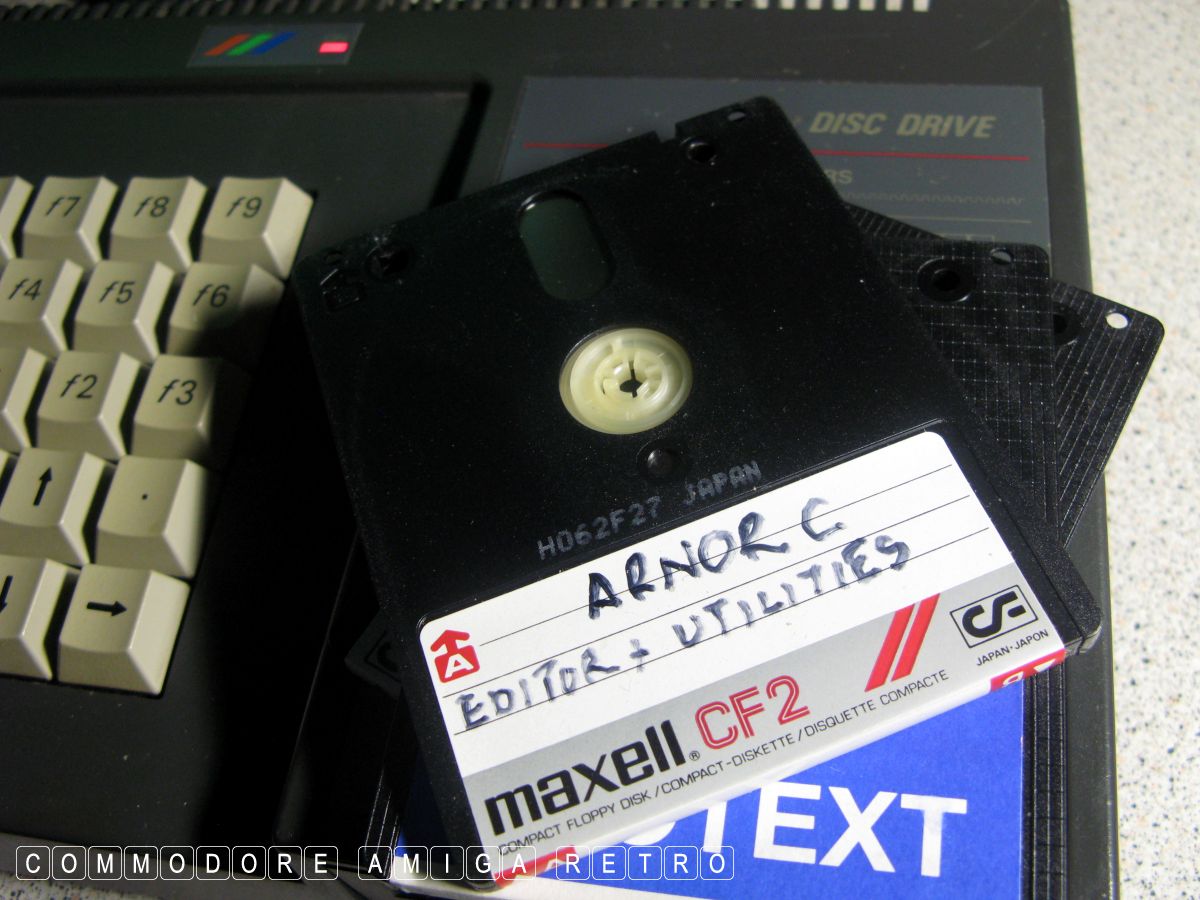 DISC DRIVE
f7 f8 f9
f4 f5 f6
f2 f3
↑ .
↓ →
H062F27 JAPAN
ARNOR C
EDITOR + UTILITIES
A
CF
JAPAN·JAPON
maxell® CF2
COMPACT FLOPPY DISK/COMPACT-DISKETTE/DISQUETTE COMPACTE
TEXT
COMMODORE AMIGA RETRO